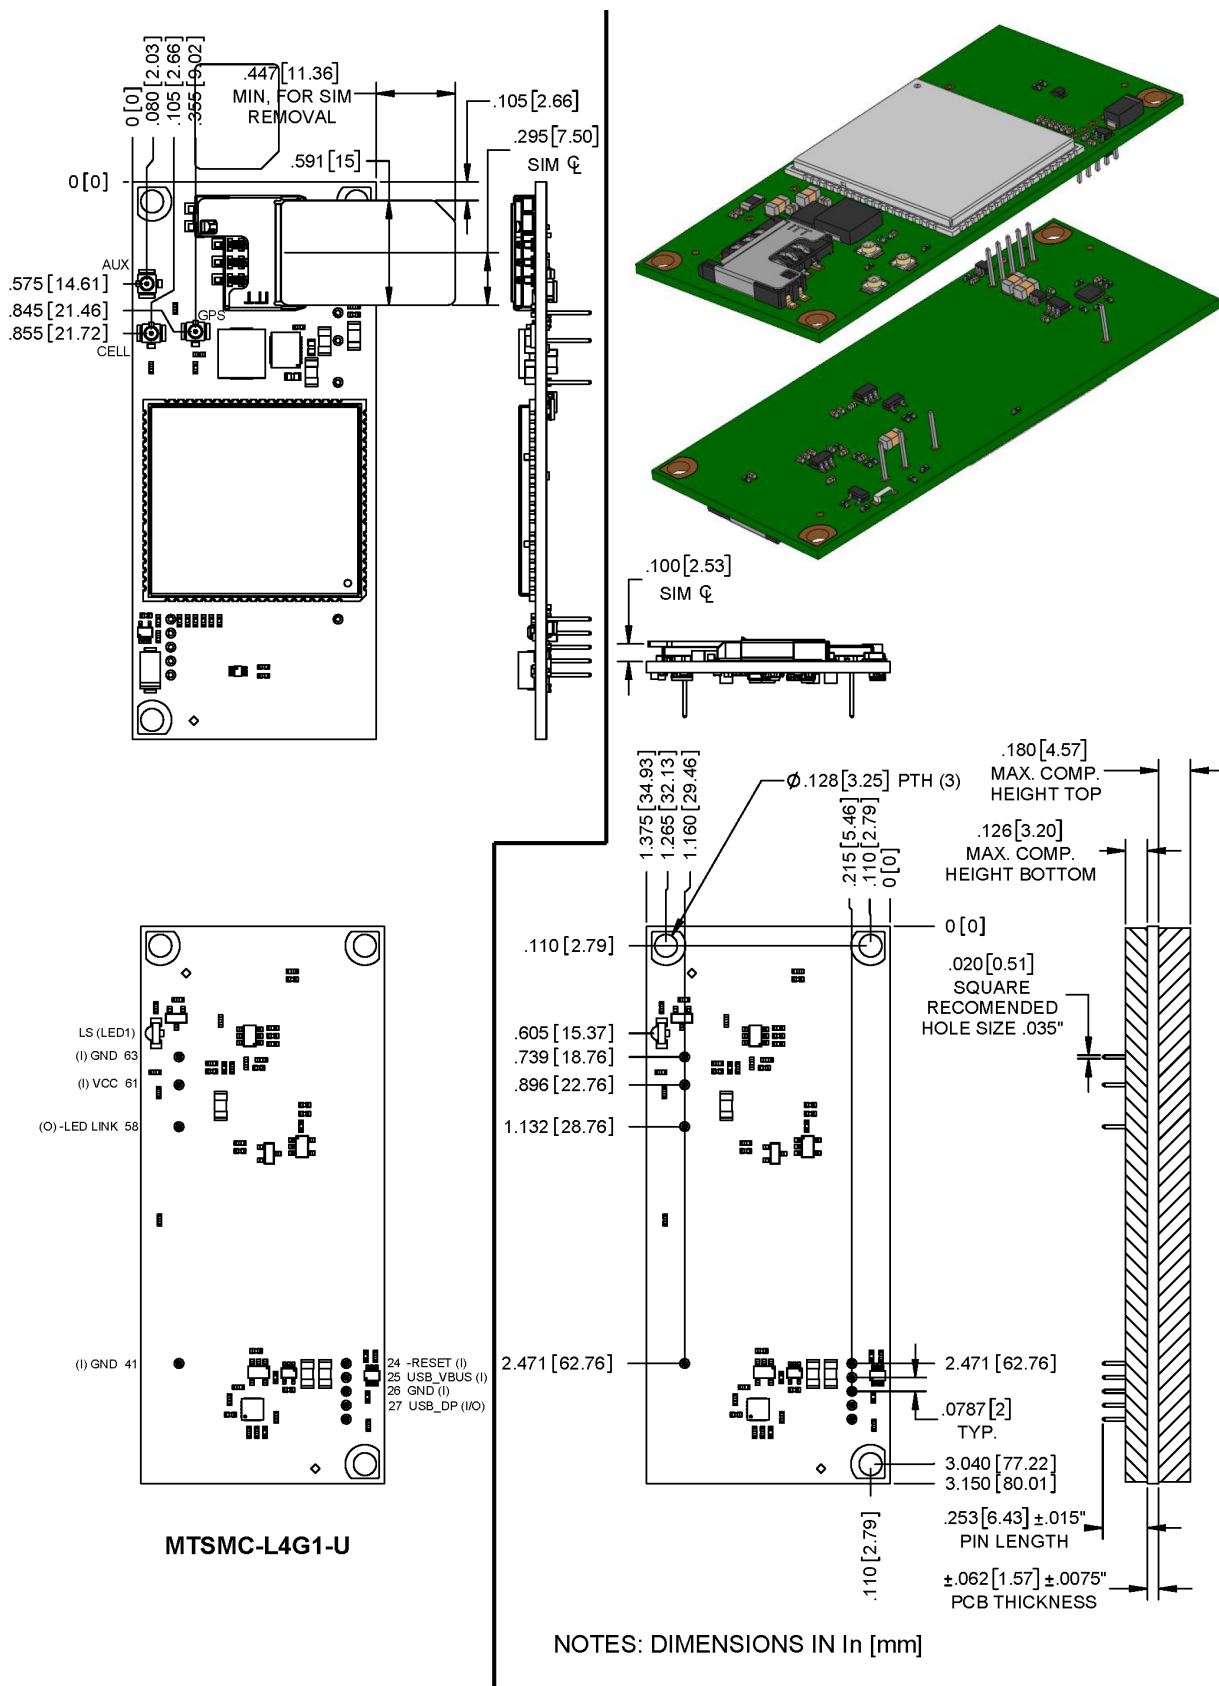 0 [0]
.080 [2.03]
.105 [2.66]
.355 [9.02]
.447 [11.36]
MIN, FOR SIM
REMOVAL
.105 [2.66]
.295 [7.50]
SIM ℄
.591 [15]
0 [0]
AUX
.575 [14.61]
.845 [21.46]
GPS
.855 [21.72]
CELL
.100 [2.53]
SIM ℄
1.375 [34.93]
1.265 [32.13]
1.160 [29.46]
Ø.128 [3.25] PTH (3)
.215 [5.46]
.110 [2.79]
0 [0]
.180 [4.57]
MAX. COMP.
HEIGHT TOP
.126 [3.20]
MAX. COMP.
HEIGHT BOTTOM
0 [0]
.110 [2.79]
.020 [0.51]
SQUARE
RECOMENDED
HOLE SIZE .035"
LS (LED1)
(I) GND 63
(I) VCC 61
(O) -LED LINK 58
(I) GND 41
24 -RESET (I)
25 USB_VBUS (I)
26 GND (I)
27 USB_DP (I/O)
.605 [15.37]
.739 [18.76]
.896 [22.76]
1.132 [28.76]
2.471 [62.76]
2.471 [62.76]
.0787 [2]
TYP.
3.040 [77.22]
3.150 [80.01]
.110 [2.79]
.253 [6.43] ±.015"
PIN LENGTH
±.062 [1.57] ±.0075"
PCB THICKNESS
MTSMC-L4G1-U
NOTES: DIMENSIONS IN In [mm]